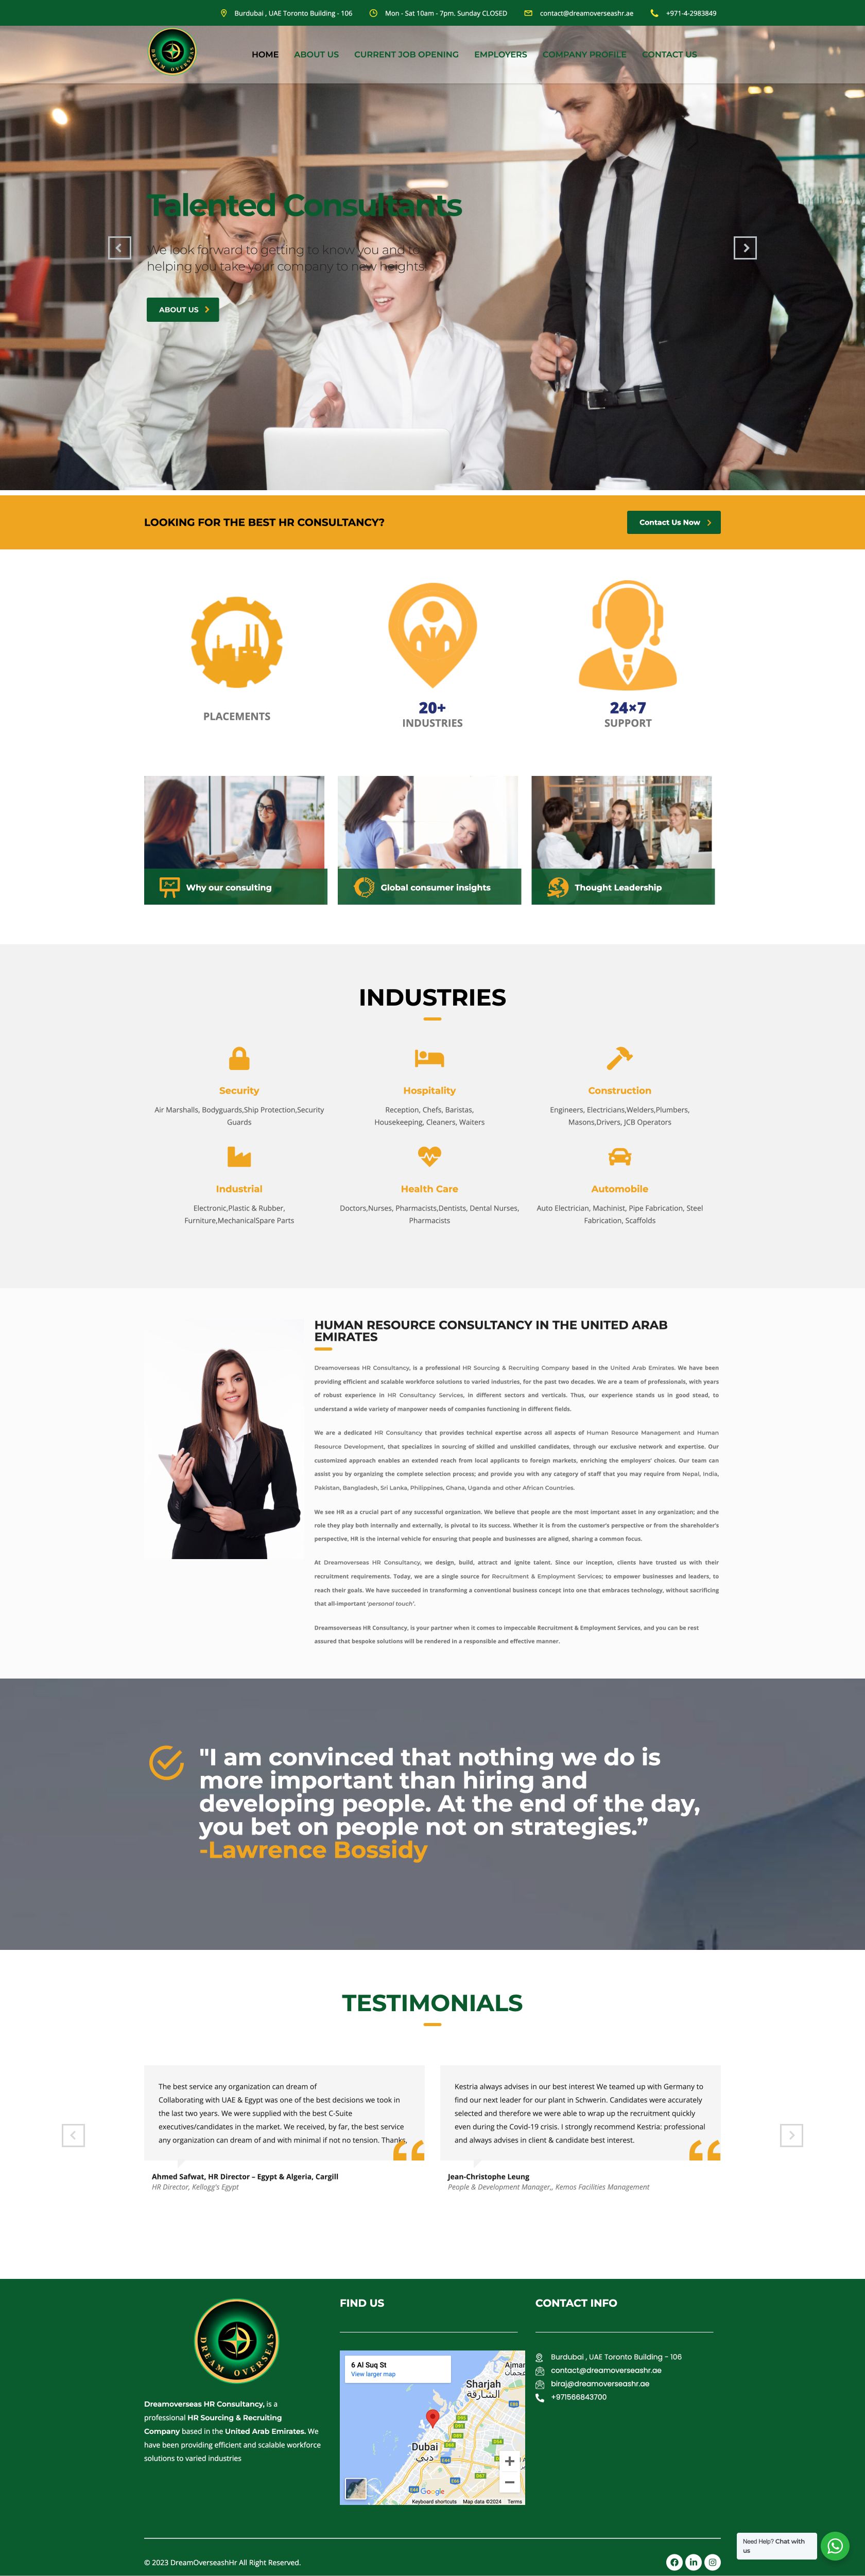 Burdubai , UAE Toronto Building - 106
Mon - Sat 10am - 7pm. Sunday CLOSED
contact@dreamoverseashr.ae
+971-4-2983849
DREAM OVERSEAS
HOME
ABOUT US
CURRENT JOB OPENING
EMPLOYERS
COMPANY PROFILE
CONTACT US
Talented Consultants
We look forward to getting to know you and to
helping you take your company to new heights!
ABOUT US
LOOKING FOR THE BEST HR CONSULTANCY?
Contact Us Now
PLACEMENTS
20+
INDUSTRIES
24×7
SUPPORT
Why our consulting
Global consumer insights
Thought Leadership
INDUSTRIES
Security
Air Marshalls, Bodyguards,Ship Protection,Security
Guards
Hospitality
Reception, Chefs, Baristas,
Housekeeping, Cleaners, Waiters
Construction
Engineers, Electricians,Welders,Plumbers,
Masons,Drivers, JCB Operators
Industrial
Electronic,Plastic & Rubber,
Furniture,MechanicalSpare Parts
Health Care
Doctors,Nurses, Pharmacists,Dentists, Dental Nurses,
Pharmacists
Automobile
Auto Electrician, Machinist, Pipe Fabrication, Steel
Fabrication, Scaffolds
HUMAN RESOURCE CONSULTANCY IN THE UNITED ARAB
EMIRATES
Dreamoverseas HR Consultancy, is a professional HR Sourcing & Recruiting Company based in the United Arab Emirates. We have been
providing efficient and scalable workforce solutions to varied industries, for the past two decades. We are a team of professionals, with years
of robust experience in HR Consultancy Services, in different sectors and verticals. Thus, our experience stands us in good stead, to
understand a wide variety of manpower needs of companies functioning in different fields.
We are a dedicated HR Consultancy that provides technical expertise across all aspects of Human Resource Management and Human
Resource Development, that specializes in sourcing of skilled and unskilled candidates, through our exclusive network and expertise. Our
customized approach enables an extended reach from local applicants to foreign markets, enriching the employers' choices. Our team can
assist you by organizing the complete selection process; and provide you with any category of staff that you may require from Nepal, India,
Pakistan, Bangladesh, Sri Lanka, Philippines, Ghana, Uganda and other African Countries.
We see HR as a crucial part of any successful organization. We believe that people are the most important asset in any organization; and the
role they play both internally and externally, is pivotal to its success. Whether it is from the customer's perspective or from the shareholder's
perspective, HR is the internal vehicle for ensuring that people and businesses are aligned, sharing a common focus.
At Dreamoverseas HR Consultancy, we design, build, attract and ignite talent. Since our inception, clients have trusted us with their
recruitment requirements. Today, we are a single source for Recruitment & Employment Services; to empower businesses and leaders, to
reach their goals. We have succeeded in transforming a conventional business concept into one that embraces technology, without sacrificing
that all-important 'personal touch'.
Dreamsoverseas HR Consultancy, is your partner when it comes to impeccable Recruitment & Employment Services, and you can be rest
assured that bespoke solutions will be rendered in a responsible and effective manner.
"I am convinced that nothing we do is
more important than hiring and
developing people. At the end of the day,
you bet on people not on strategies.”
-Lawrence Bossidy
TESTIMONIALS
The best service any organization can dream of
Collaborating with UAE & Egypt was one of the best decisions we took in
the last two years. We were supplied with the best C-Suite
executives/candidates in the market. We received, by far, the best service
any organization can dream of and with minimal if not no tension. Thanks.
Ahmed Safwat, HR Director – Egypt & Algeria, Cargill
HR Director, Kellogg's Egypt
Kestria always advises in our best interest We teamed up with Germany to
find our next leader for our plant in Schwerin. Candidates were accurately
selected and therefore we were able to wrap up the recruitment quickly
even during the Covid-19 crisis. I strongly recommend Kestria: professional
and always advises in client & candidate best interest.
Jean-Christophe Leung
People & Development Manager,, Kemos Facilities Management
DREAM OVERSEAS
Dreamoverseas HR Consultancy, is a
professional HR Sourcing & Recruiting
Company based in the United Arab Emirates. We
have been providing efficient and scalable workforce
solutions to varied industries
FIND US
6 Al Suq St
View larger map
Ajman
عجمان
Sharjah
الشارقة
Dubai
دبي
Google
Keyboard shortcuts
Map data ©2024
Terms
CONTACT INFO
Burdubai , UAE Toronto Building - 106
contact@dreamoverseashr.ae
biraj@dreamoverseashr.ae
+971566843700
Need Help? Chat with
us
© 2023 DreamOverseashHr All Right Reserved.